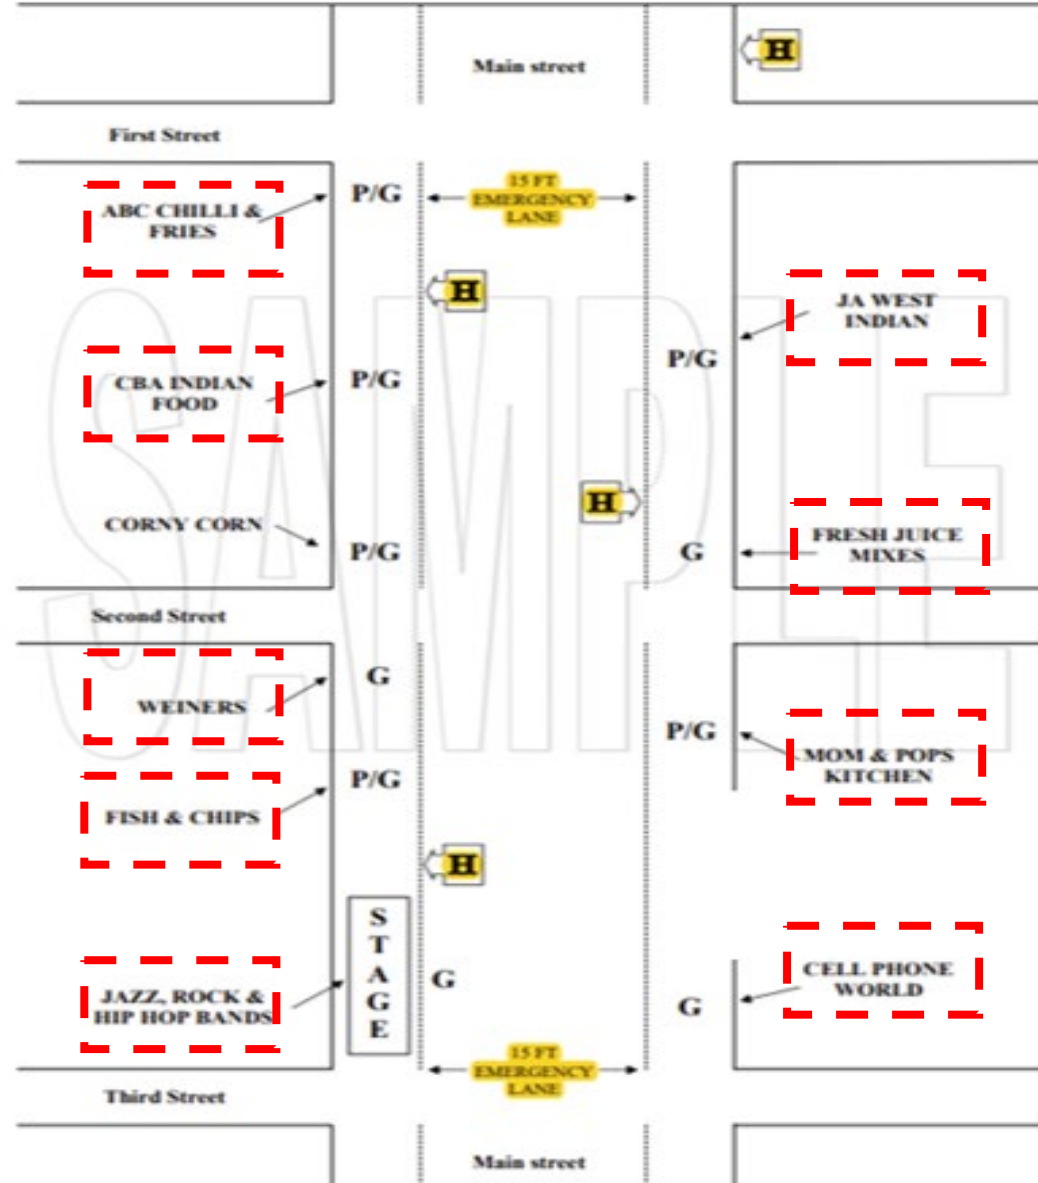 Main street
H
First Street
ABC CHILLI &
FRIES
P/G
15 FT
EMERGENCY
LANE
H
JA WEST
INDIAN
P/G
CBA INDIAN
FOOD
P/G
H
CORNY CORN
P/G
G
FRESH JUICE
MIXES
Second Street
WEINERS
G
P/G
MOM & POPS
KITCHEN
FISH & CHIPS
P/G
H
STAGE
JAZZ, ROCK &
HIP HOP BANDS
G
CELL PHONE
WORLD
G
15 FT
EMERGENCY
LANE
Third Street
Main street
SAMPLE